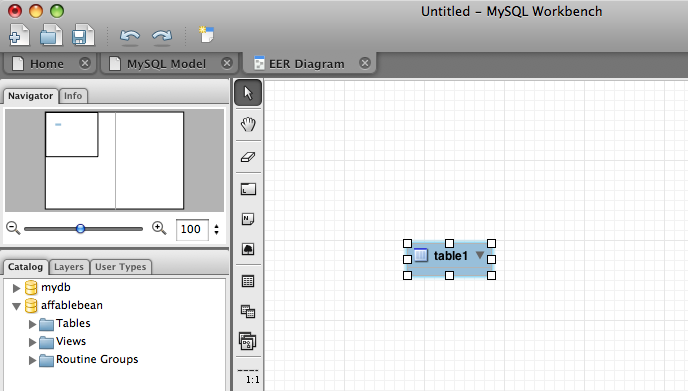 Untitled - MySQL Workbench
Home
MySQL Model
EER Diagram
Navigator
Info
100
Catalog
Layers
User Types
mydb
affablebean
Tables
Views
Routine Groups
L
N
table1
1:1